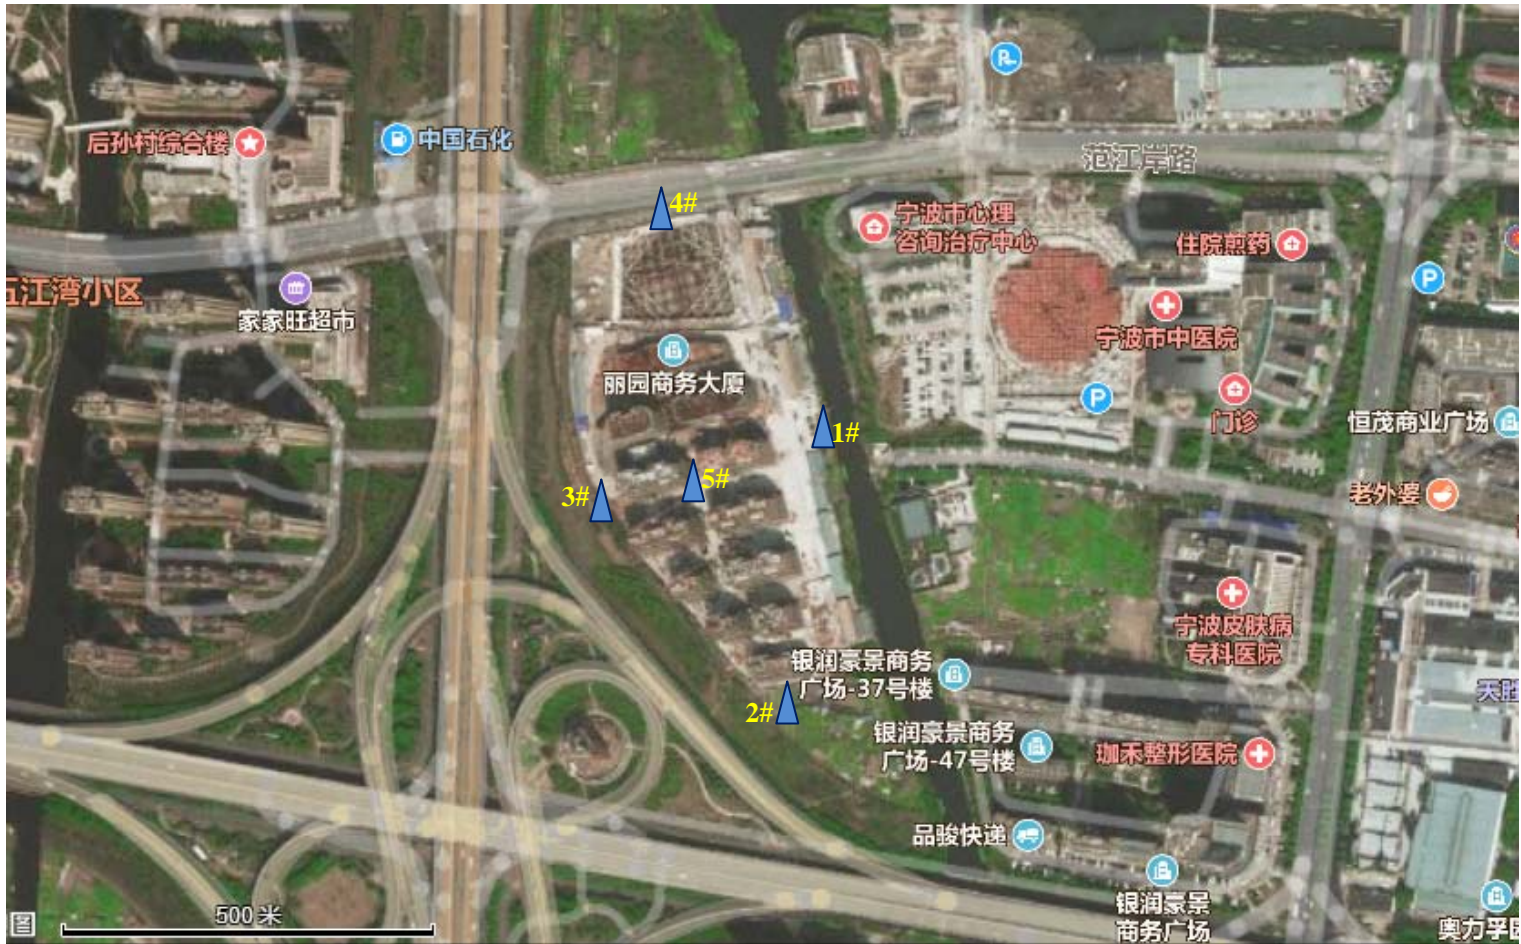 后孙村综合楼
中国石化
范江岸路
4#
宁波市心理
咨询治疗中心
住院煎药
五江湾小区
P
家家旺超市
宁波市中医院
丽园商务大厦
P
门诊
恒茂商业广场
1#
5#
3#
老外婆
宁波皮肤病
专科医院
银润豪景商务
广场-37号楼
天胜
2#
银润豪景商务
广场-47号楼
珈禾整形医院
品骏快递
银润豪景
商务广场
图
500 米
奥力孚